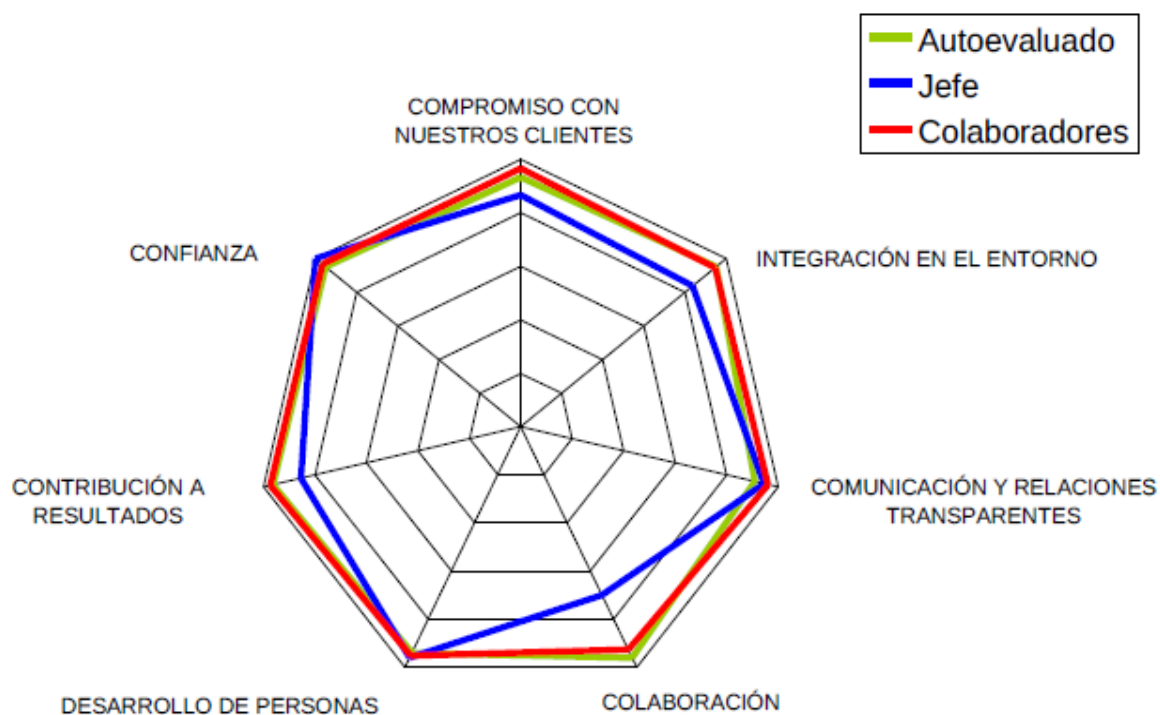 Autoevaluado
Jefe
Colaboradores
COMPROMISO CON
NUESTROS CLIENTES
INTEGRACIÓN EN EL ENTORNO
COMUNICACIÓN Y RELACIONES
TRANSPARENTES
COLABORACIÓN
DESARROLLO DE PERSONAS
CONTRIBUCIÓN A
RESULTADOS
CONFIANZA